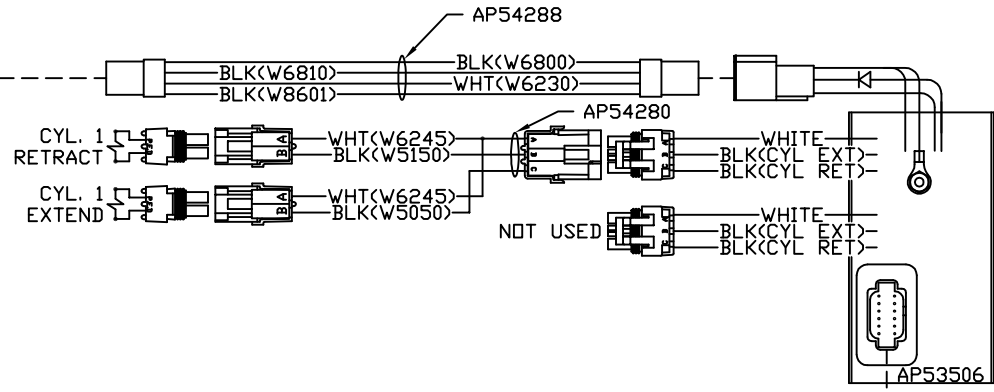 AP54288
BLK(W6800)
BLK(W6810)
WHT(W6230)
BLK(W8601)
AP54280
CYL. 1
RETRACT
A
B
WHT(W6245)
BLK(W5150)
A
B
C
A
B
C
WHITE
BLK(CYL EXT)
BLK(CYL RET)
CYL. 1
EXTEND
A
B
WHT(W6245)
BLK(W5050)
NOT USED
A
B
C
WHITE
BLK(CYL EXT)
BLK(CYL RET)
AP53506